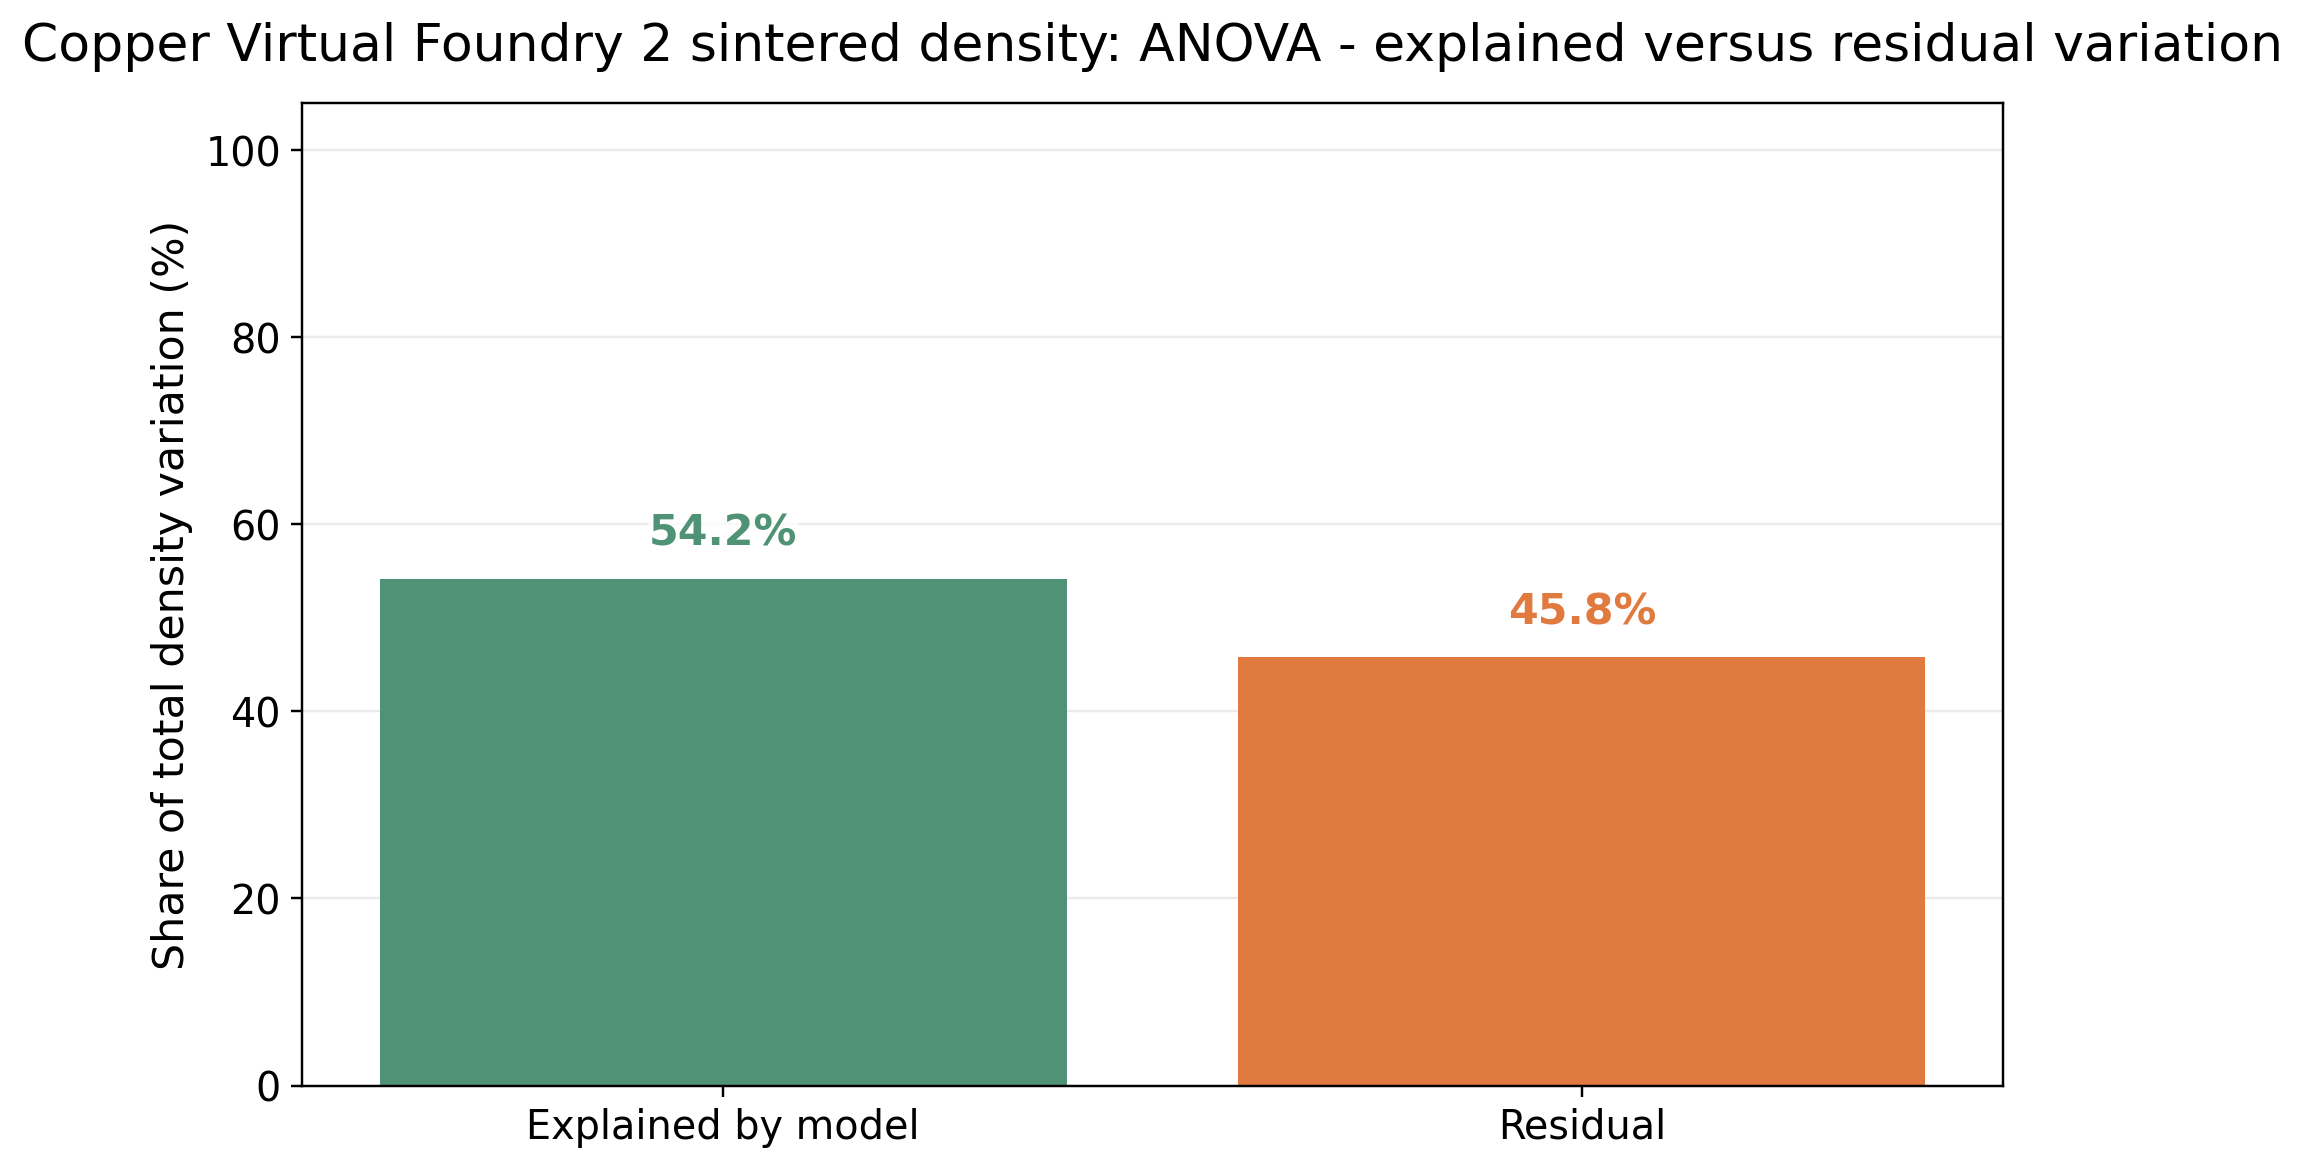 Copper Virtual Foundry 2 sintered density: ANOVA - explained versus residual variation
Share of total density variation (%)
100
80
60
40
20
0
54.2%
45.8%
Explained by model
Residual